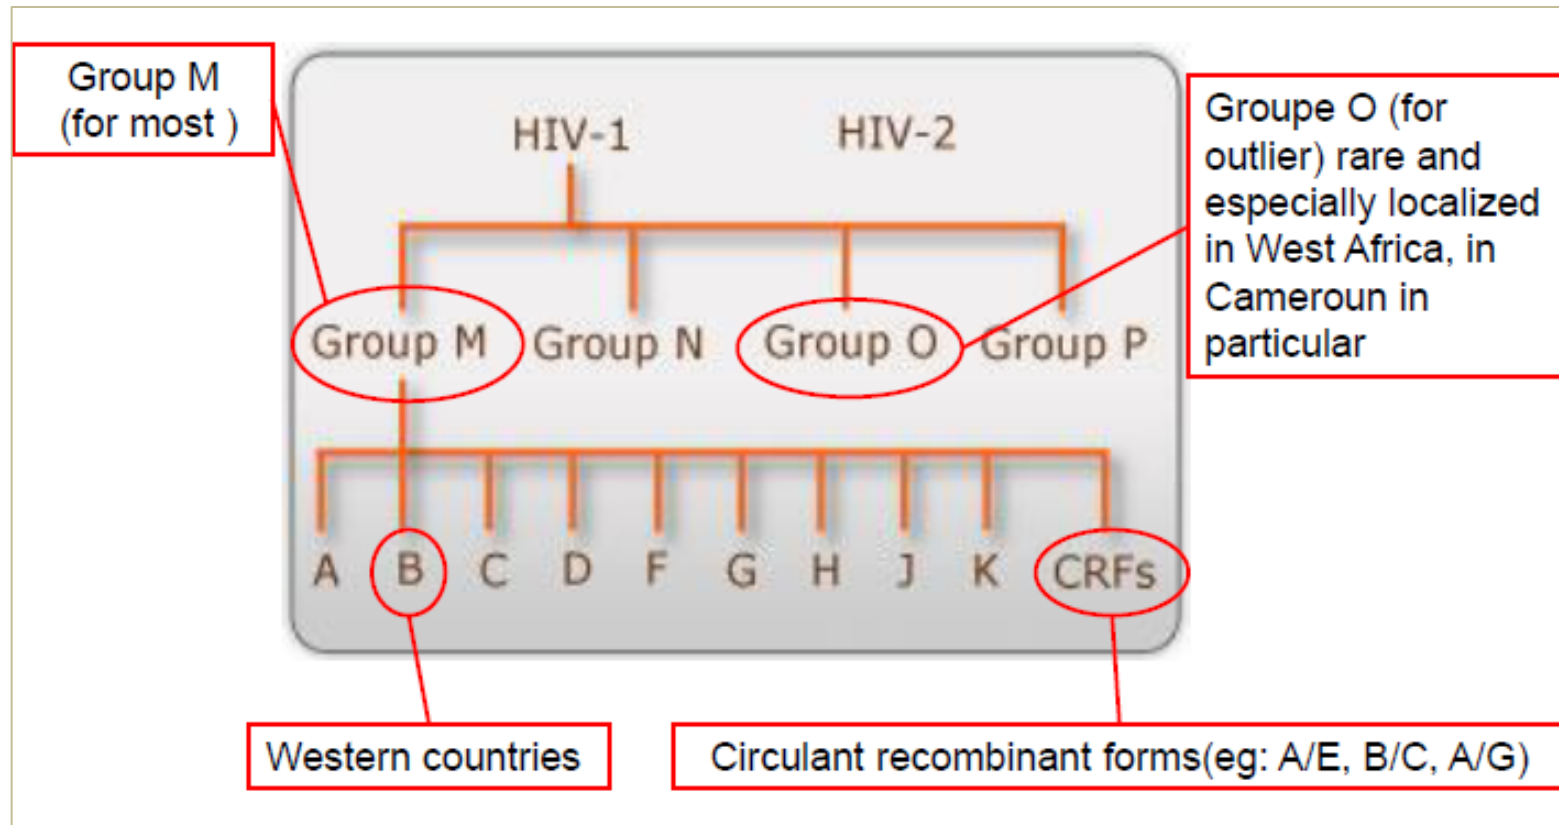 Group M
(for most )
HIV-1
HIV-2
Groupe O (for
outlier) rare and
especially localized
in West Africa, in
Cameroun in
particular
Group M
Group N
Group O
Group P
A
B
C
D
F
G
H
J
K
CRFs
Western countries
Circulant recombinant forms(eg: A/E, B/C, A/G)